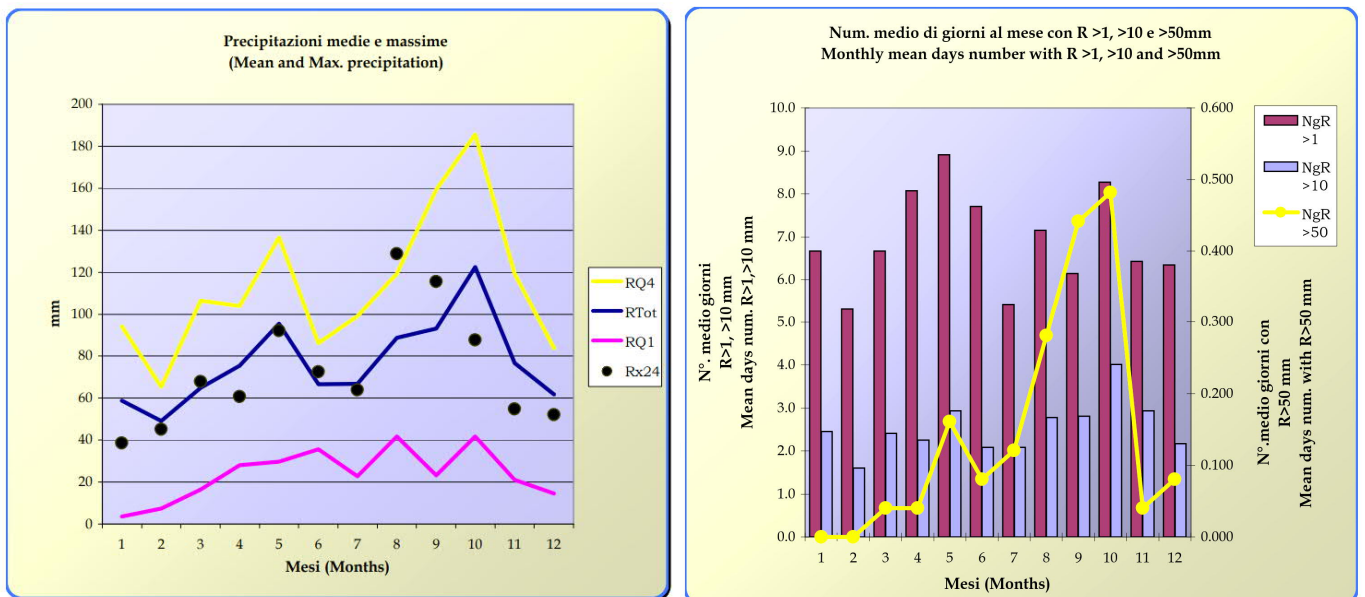 Precipitazioni medie e massime
(Mean and Max. precipitation)
200
180
160
140
120
100
80
60
40
20
0
mm
1 2 3 4 5 6 7 8 9 10 11 12
Mesi (Months)
RQ4
RTot
RQ1
Rx24
Num. medio di giorni al mese con R >1, >10 e >50mm
Monthly mean days number with R >1, >10 and >50mm
10.0
9.0
8.0
7.0
6.0
5.0
4.0
3.0
2.0
1.0
0.0
N°. medio giorni
R>1, >10 mm
Mean days num. R>1,>10 mm
1 2 3 4 5 6 7 8 9 10 11 12
Mesi (Months)
0.600
0.500
0.400
0.300
0.200
0.100
0.000
N°.medio giorni con
R>50 mm
Mean days num. with R>50 mm
NgR
>1
NgR
>10
NgR
>50